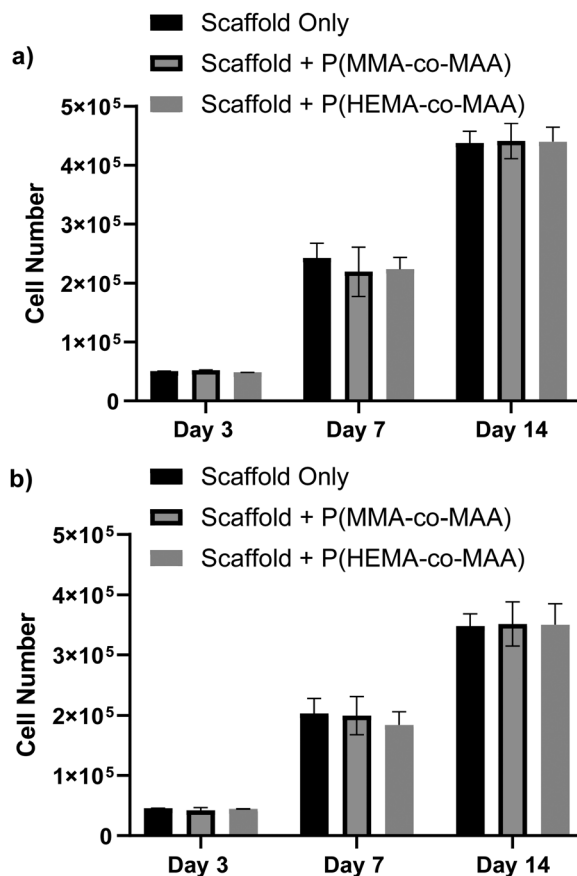 a)
Scaffold Only
Scaffold + P(MMA-co-MAA)
Scaffold + P(HEMA-co-MAA)
Cell Number
5×10⁵
4×10⁵
3×10⁵
2×10⁵
1×10⁵
0
Day 3 Day 7 Day 14
b)
Scaffold Only
Scaffold + P(MMA-co-MAA)
Scaffold + P(HEMA-co-MAA)
Cell Number
5×10⁵
4×10⁵
3×10⁵
2×10⁵
1×10⁵
0
Day 3 Day 7 Day 14